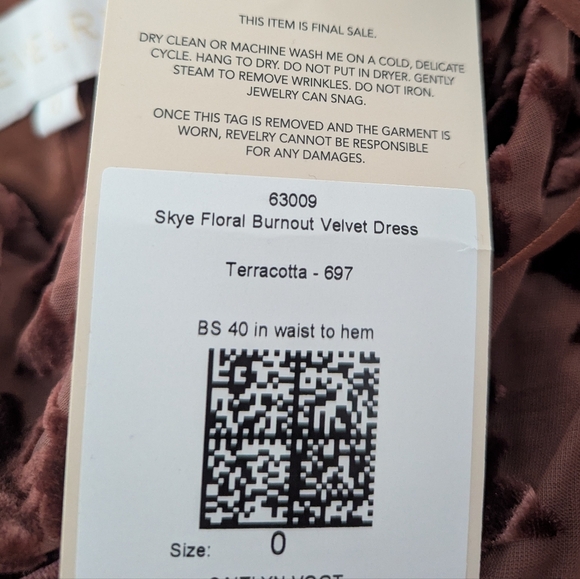 THIS ITEM IS FINAL SALE.
DRY CLEAN OR MACHINE WASH ME ON A COLD, DELICATE
CYCLE. HANG TO DRY. DO NOT PUT IN DRYER. GENTLY
STEAM TO REMOVE WRINKLES. DO NOT IRON.
JEWELRY CAN SNAG.
ONCE THIS TAG IS REMOVED AND THE GARMENT IS
WORN, REVELRY CANNOT BE RESPONSIBLE
FOR ANY DAMAGES.
63009
Skye Floral Burnout Velvet Dress
Terracotta - 697
BS 40 in waist to hem
Size: 0